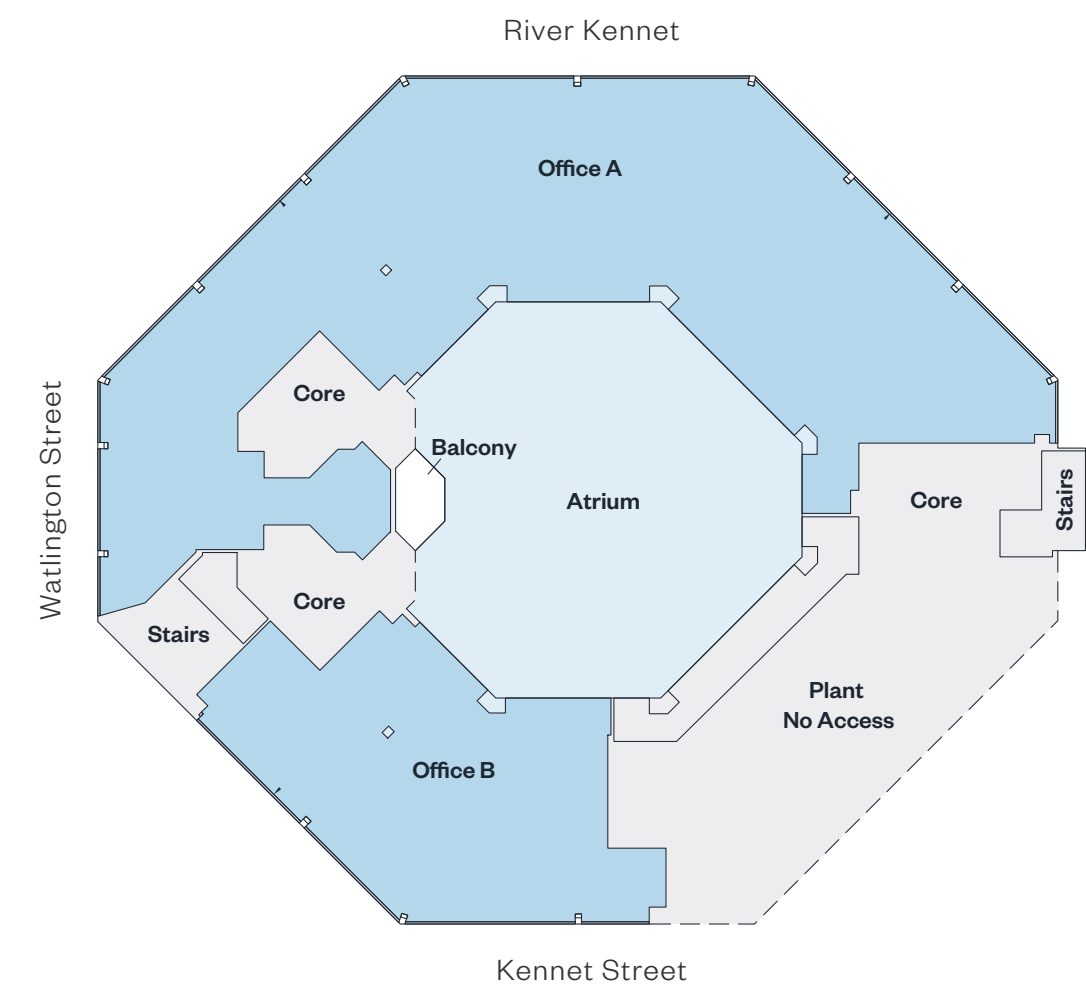 River Kennet
Office A
Core
Balcony
Watlington Street
Atrium
Core
Stairs
Core
Stairs
Plant
No Access
Office B
Kennet Street